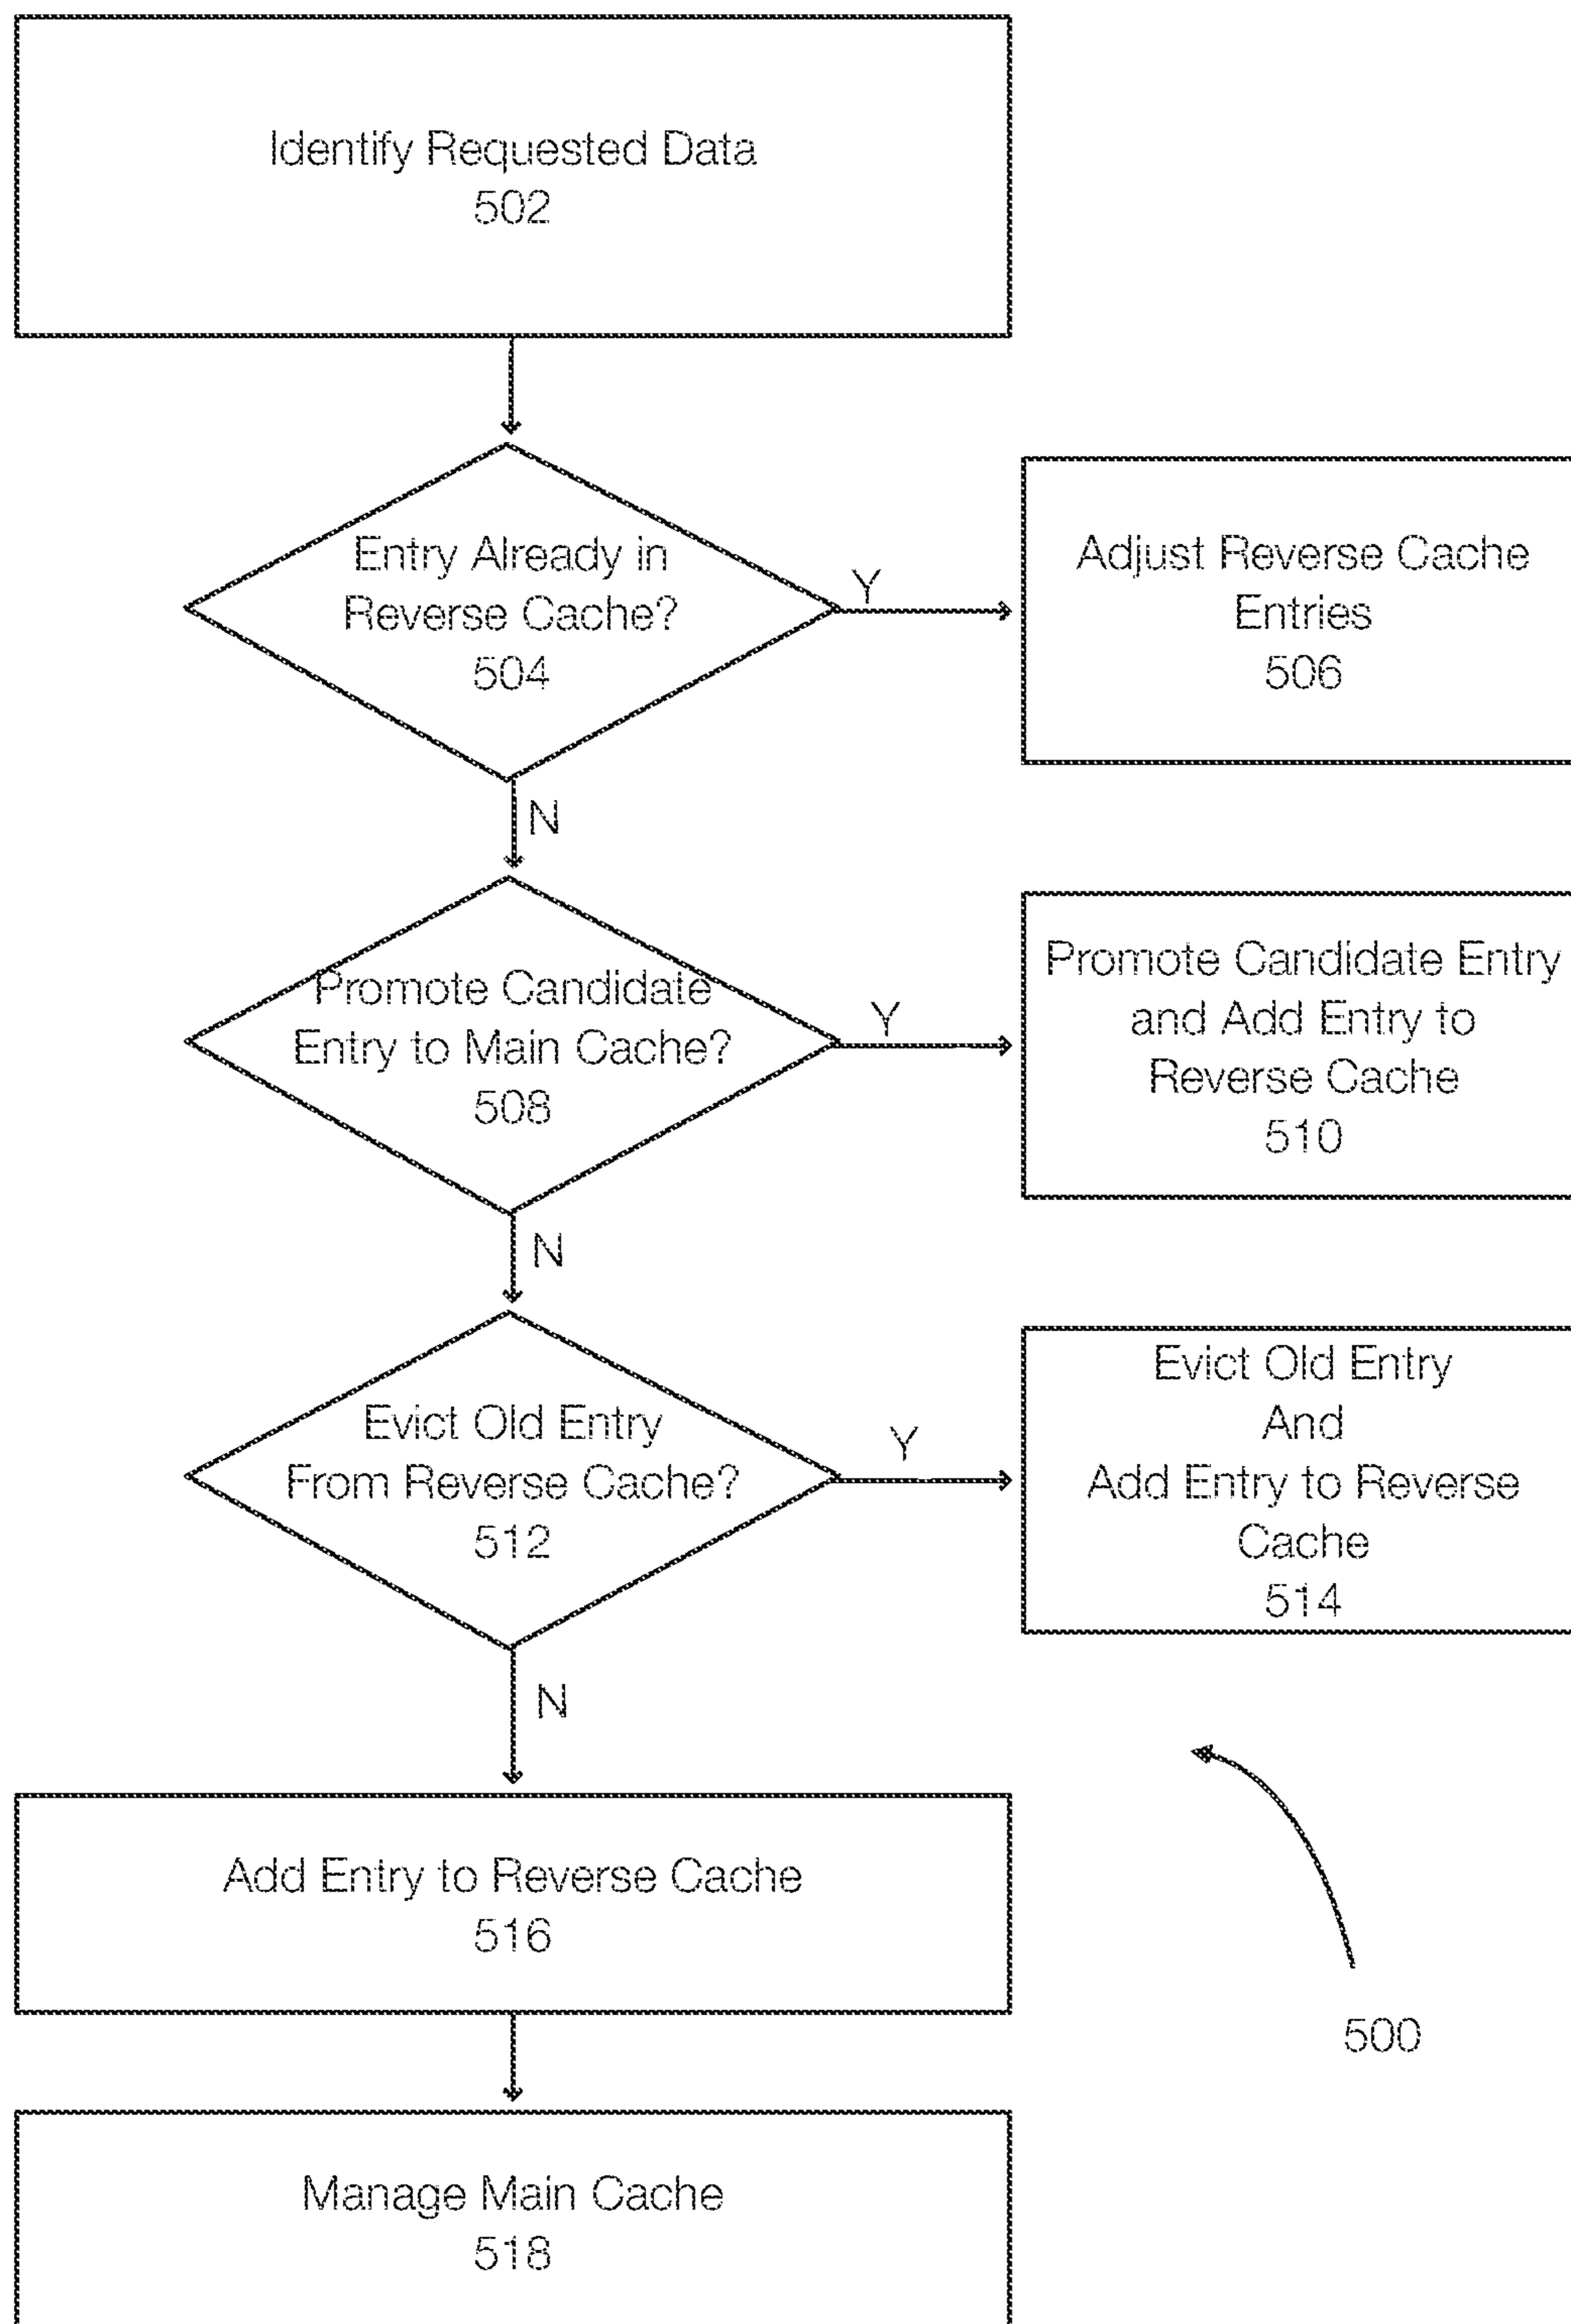 Identify Requested Data
502
Entry Already in
Reverse Cache?
504
Y
Adjust Reverse Cache
Entries
506
N
Promote Candidate
Entry to Main Cache?
508
Y
Promote Candidate Entry
and Add Entry to
Reverse Cache
510
N
Evict Old Entry
From Reverse Cache?
512
Y
Evict Old Entry
And
Add Entry to Reverse
Cache
514
N
Add Entry to Reverse Cache
516
500
Manage Main Cache
518